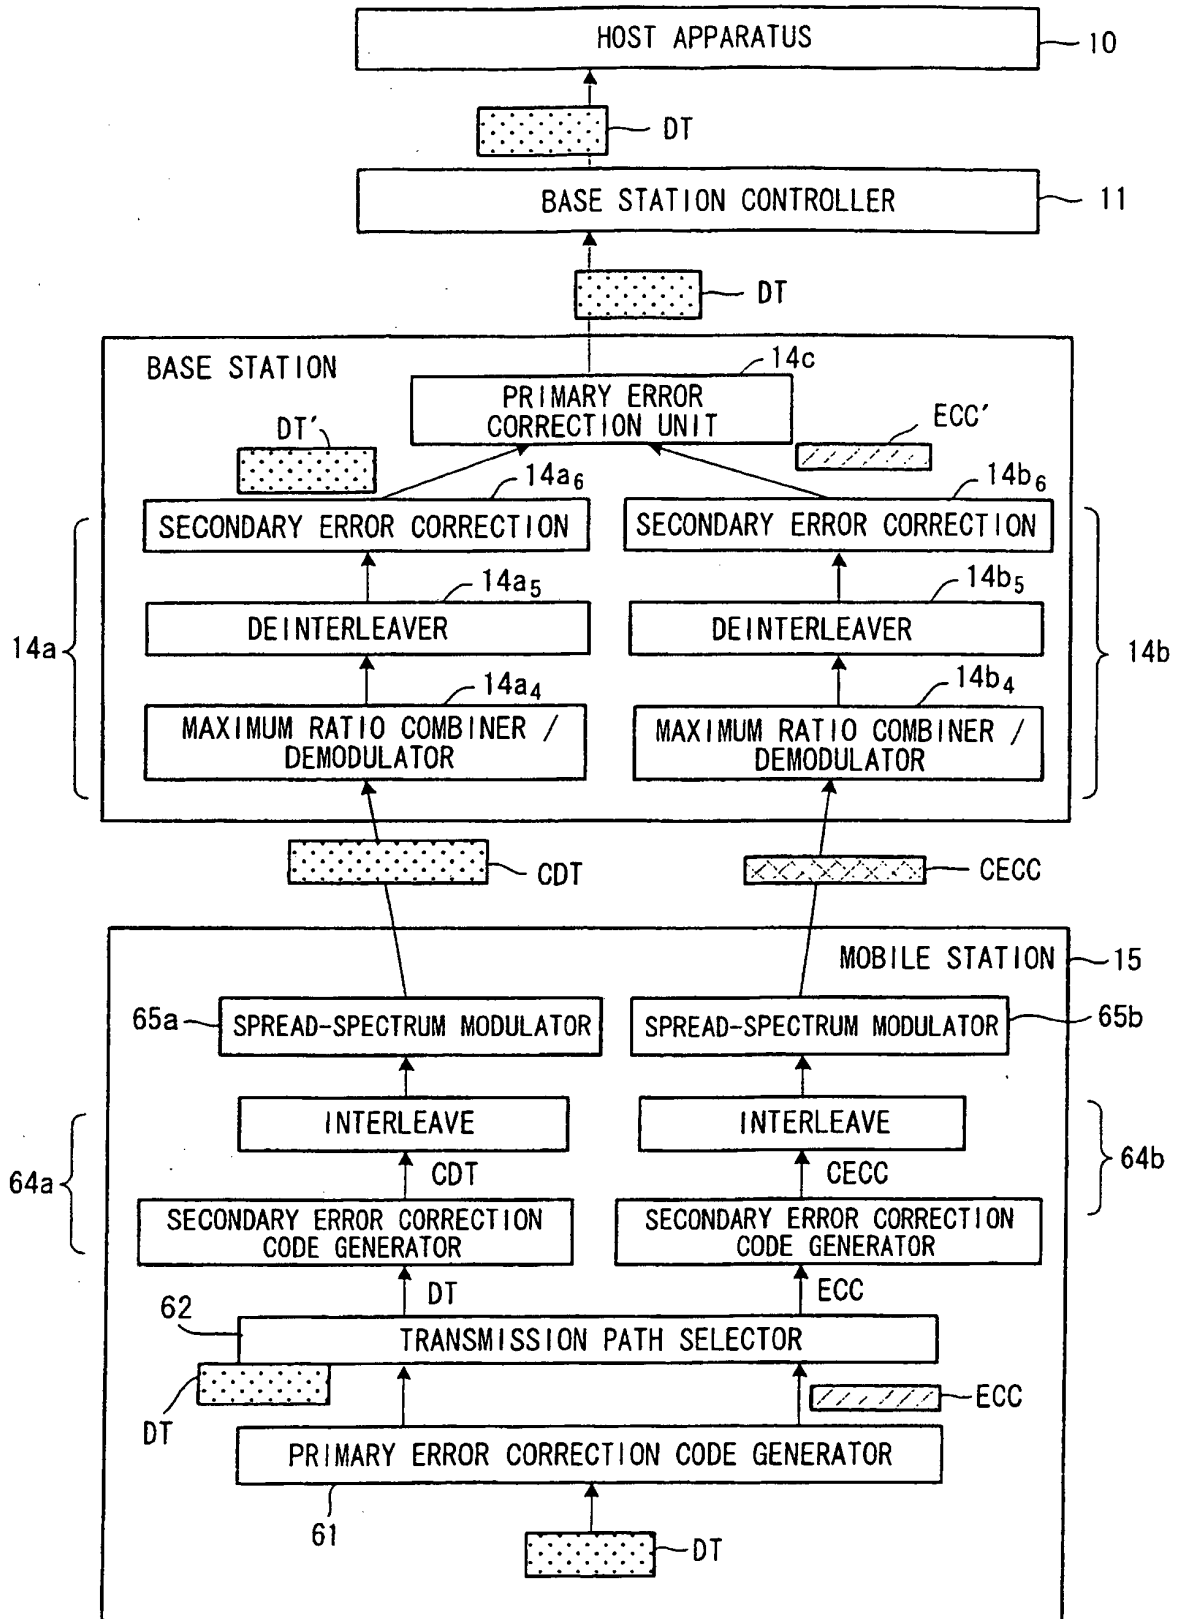 HOST APPARATUS
10
DT
BASE STATION CONTROLLER
11
DT
BASE STATION
14c
PRIMARY ERROR
CORRECTION UNIT
DT'
ECC'
14a6
14b6
SECONDARY ERROR CORRECTION
SECONDARY ERROR CORRECTION
14a5
14b5
DEINTERLEAVER
DEINTERLEAVER
14a
14b
14a4
14b4
MAXIMUM RATIO COMBINER /
DEMODULATOR
MAXIMUM RATIO COMBINER /
DEMODULATOR
CDT
CECC
MOBILE STATION
15
65a
SPREAD-SPECTRUM MODULATOR
SPREAD-SPECTRUM MODULATOR
65b
INTERLEAVE
INTERLEAVE
64a
64b
CDT
CECC
SECONDARY ERROR CORRECTION
CODE GENERATOR
SECONDARY ERROR CORRECTION
CODE GENERATOR
DT
ECC
62
TRANSMISSION PATH SELECTOR
DT
ECC
PRIMARY ERROR CORRECTION CODE GENERATOR
61
DT